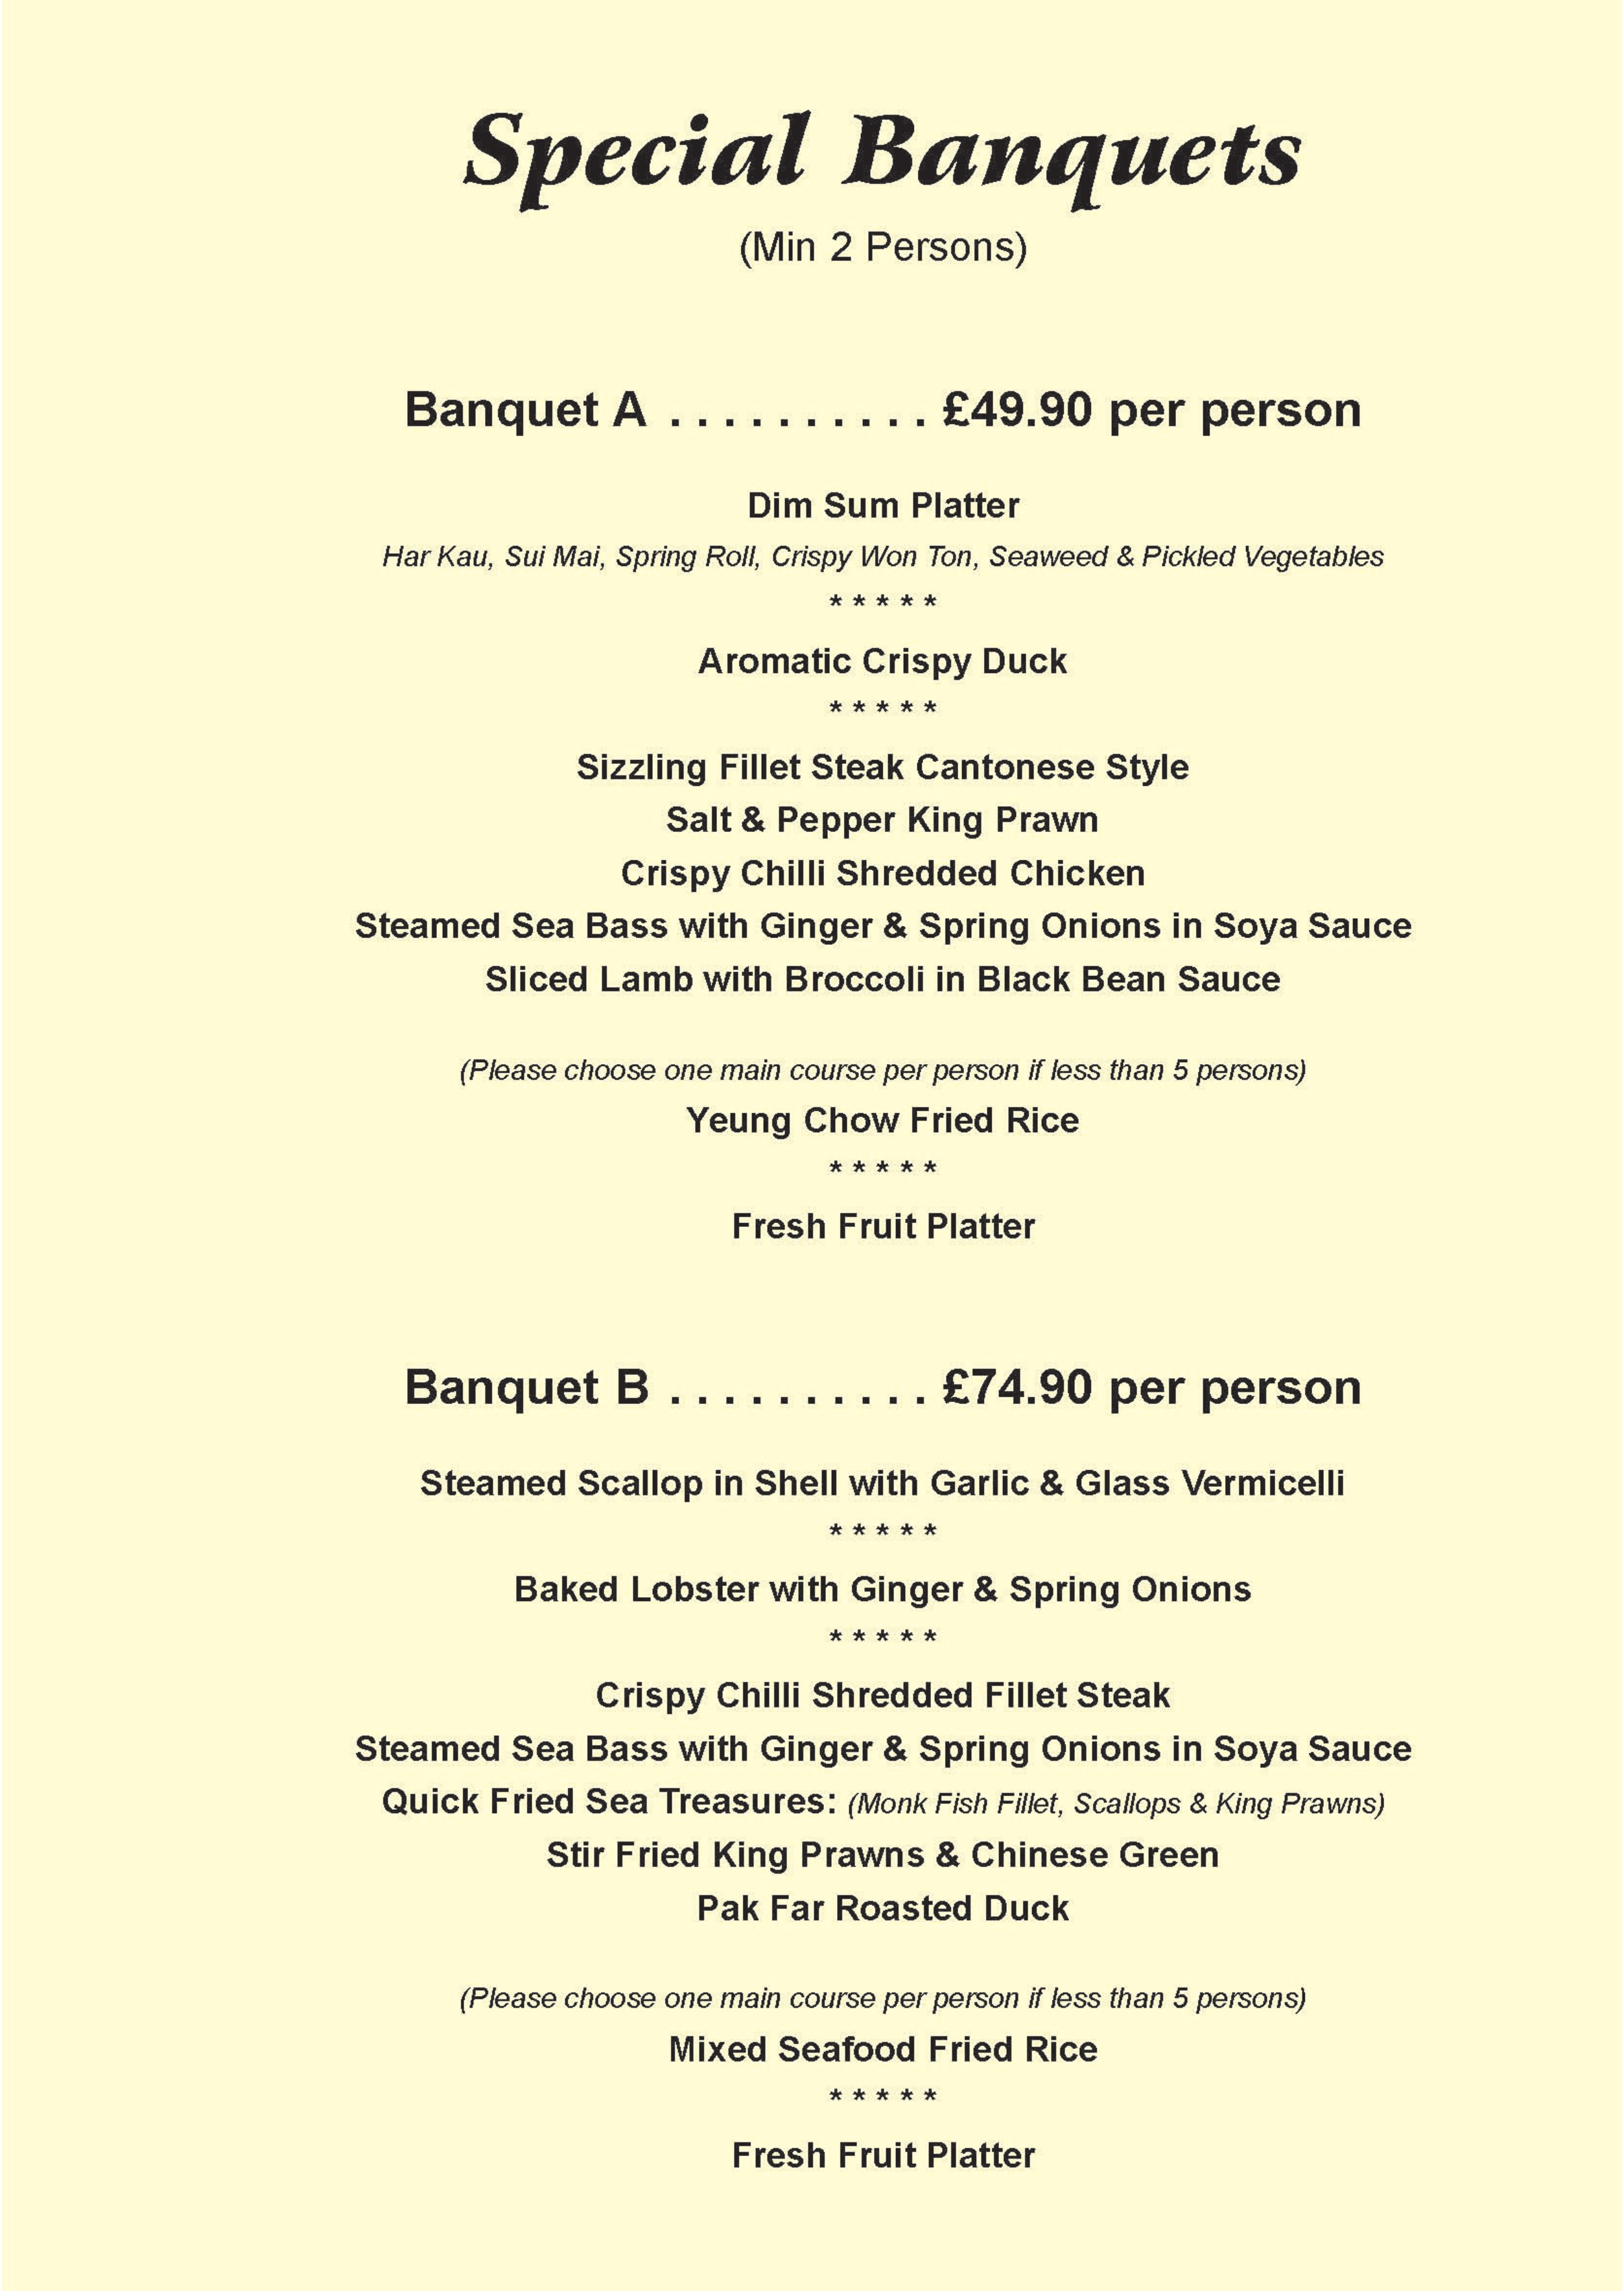 Special Banquets
(Min 2 Persons)
Banquet A . . . . . . . . . . £49.90 per person
Dim Sum Platter
Har Kau, Sui Mai, Spring Roll, Crispy Won Ton, Seaweed & Pickled Vegetables
* * * * *
Aromatic Crispy Duck
* * * * *
Sizzling Fillet Steak Cantonese Style
Salt & Pepper King Prawn
Crispy Chilli Shredded Chicken
Steamed Sea Bass with Ginger & Spring Onions in Soya Sauce
Sliced Lamb with Broccoli in Black Bean Sauce
(Please choose one main course per person if less than 5 persons)
Yeung Chow Fried Rice
* * * * *
Fresh Fruit Platter
Banquet B . . . . . . . . . . £74.90 per person
Steamed Scallop in Shell with Garlic & Glass Vermicelli
* * * * *
Baked Lobster with Ginger & Spring Onions
* * * * *
Crispy Chilli Shredded Fillet Steak
Steamed Sea Bass with Ginger & Spring Onions in Soya Sauce
Quick Fried Sea Treasures: (Monk Fish Fillet, Scallops & King Prawns)
Stir Fried King Prawns & Chinese Green
Pak Far Roasted Duck
(Please choose one main course per person if less than 5 persons)
Mixed Seafood Fried Rice
* * * * *
Fresh Fruit Platter